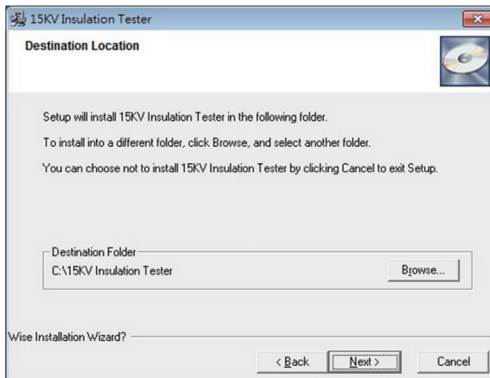 15KV Insulation Tester
Destination Location
Setup will install 15KV Insulation Tester in the following folder.
To install into a different folder, click Browse, and select another folder.
You can choose not to install 15KV Insulation Tester by clicking Cancel to exit Setup.
Destination Folder
C:\15KV Insulation Tester
Browse...
Wise Installation Wizard?
< Back
Next >
Cancel